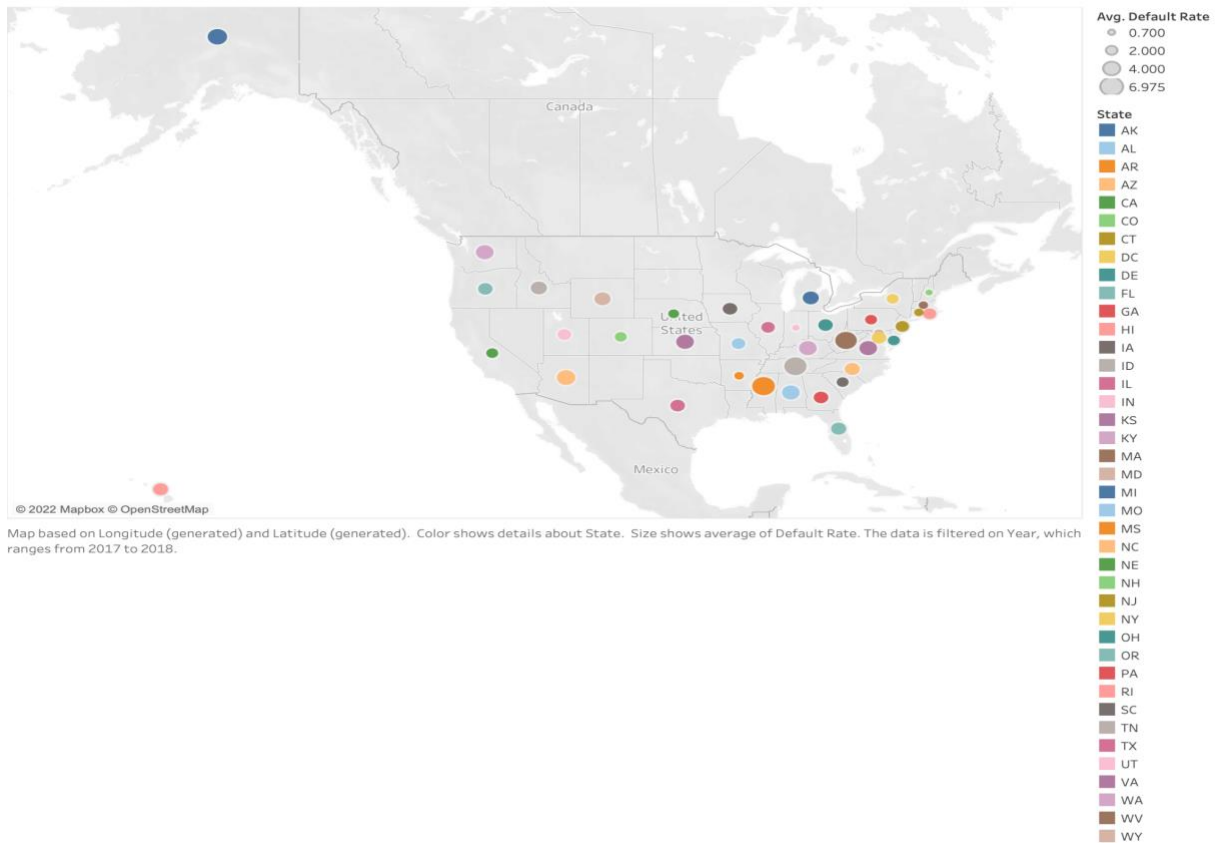 Canada
United
States
Mexico
© 2022 Mapbox © OpenStreetMap
Map based on Longitude (generated) and Latitude (generated). Color shows details about State. Size shows average of Default Rate. The data is filtered on Year, which
ranges from 2017 to 2018.
Avg. Default Rate
0.700
2.000
4.000
6.975
State
AK
AL
AR
AZ
CA
CO
CT
DC
DE
FL
GA
HI
IA
ID
IL
IN
KS
KY
MA
MD
MI
MO
MS
NC
NE
NH
NJ
NY
OH
OR
PA
RI
SC
TN
TX
UT
VA
WA
WV
WY